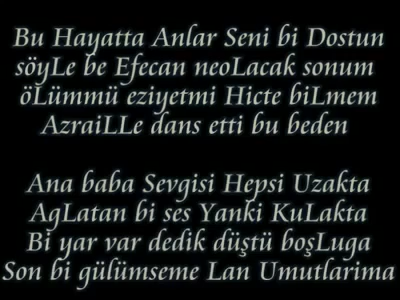 Bu Hayatta Anlar Seni bi Dostun
söyLe be Efecan neoLacak sonum
öLümmü eziyetmi Hicte biLmem
AzraiLLe dans etti bu beden
Ana baba Sevgisi Hepsi Uzakta
AgLatan bi ses Yanki KuLakta
Bi yar var dedik düştü boşLuga
Son bi gülümseme Lan Umutlarima